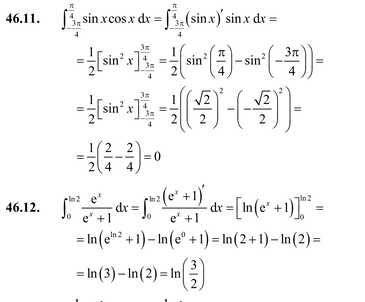 46.11. ∫_{-3π/4}^{π/4} sin x cos x dx = ∫_{-3π/4}^{π/4} (sin x)′ sin x dx =
= 1/2 [sin² x]_{-3π/4}^{3π/4} = 1/2 (sin² (π/4) − sin² (−3π/4)) =
= 1/2 [sin² x]_{-3π/4}^{3π/4} = 1/2 ((√2/2)² − (−√2/2)²) =
= 1/2 (2/4 − 2/4) = 0
46.12. ∫_0^{ln 2} e^x/(e^x + 1) dx = ∫_0^{ln 2} (e^x + 1)′/(e^x + 1) dx = [ln(e^x + 1)]_0^{ln 2} =
= ln(e^{ln 2} + 1) − ln(e^0 + 1) = ln(2 + 1) − ln(2) =
= ln(3) − ln(2) = ln(3/2)